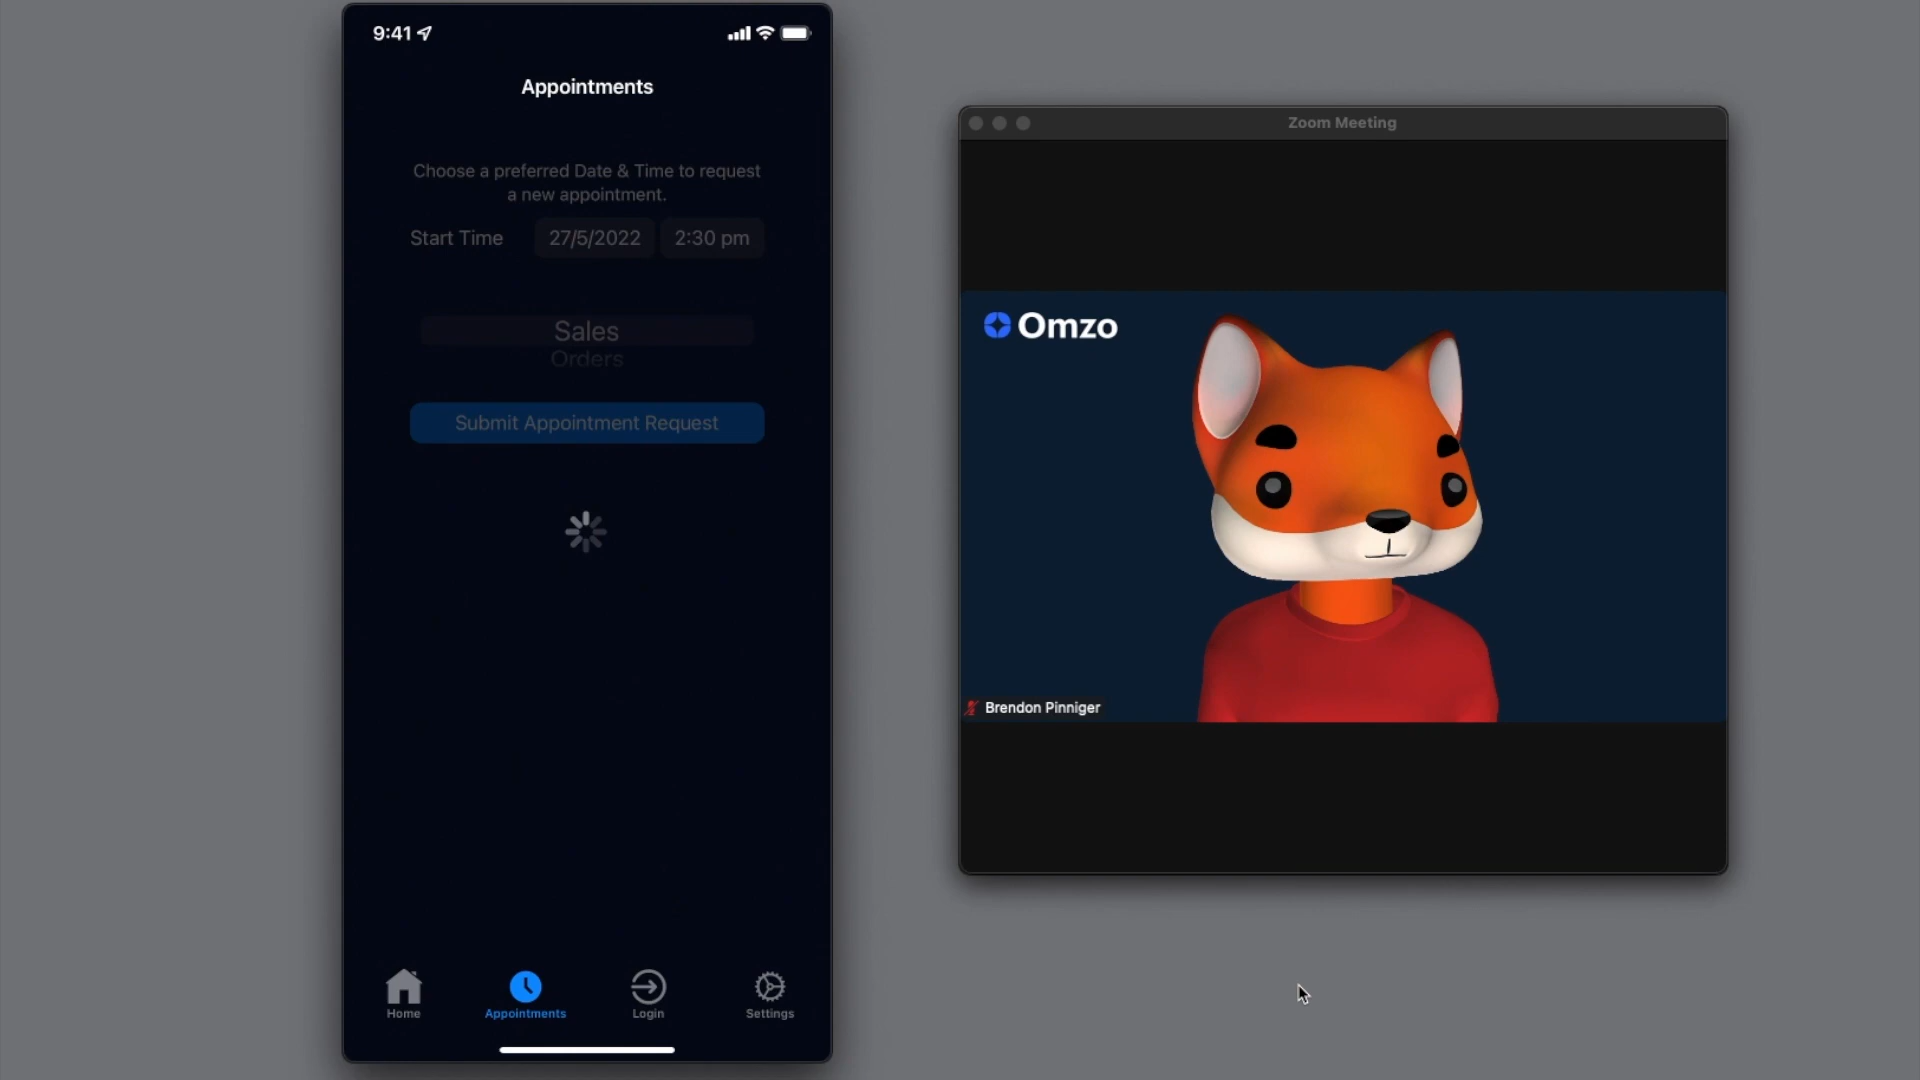 9:41
Appointments
Choose a preferred Date & Time to request
a new appointment.
Start Time 27/5/2022 2:30 pm
Sales
Orders
Submit Appointment Request
Home Appointments Login Settings
Zoom Meeting
Omzo
Brendon Pinniger